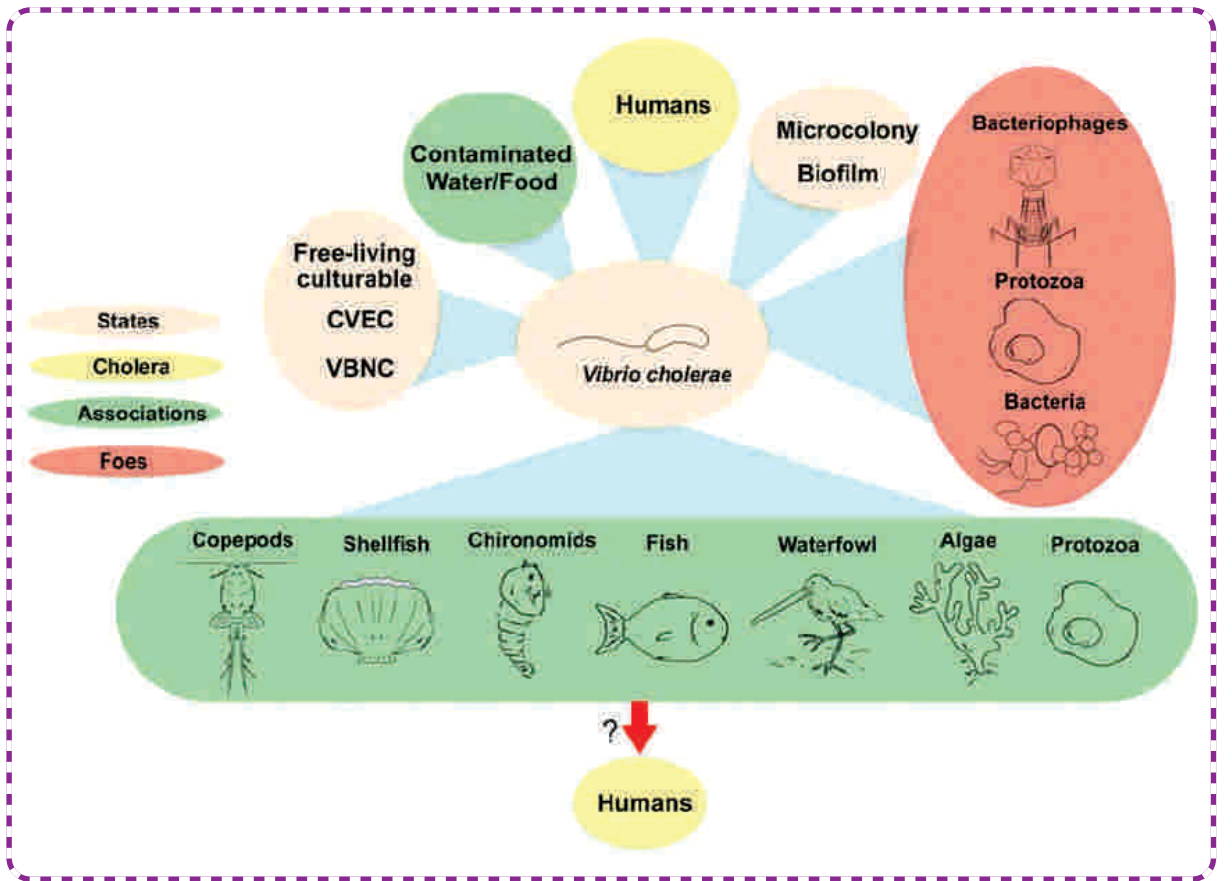 Humans
Contaminated
Water/Food
Microcolony
Biofilm
Bacteriophages
Protozoa
Bacteria
Free-living
culturable
CVEC
VBNC
Vibrio cholerae
States
Cholera
Associations
Foes
Copepods
Shellfish
Chironomids
Fish
Waterfowl
Algae
Protozoa
?
Humans